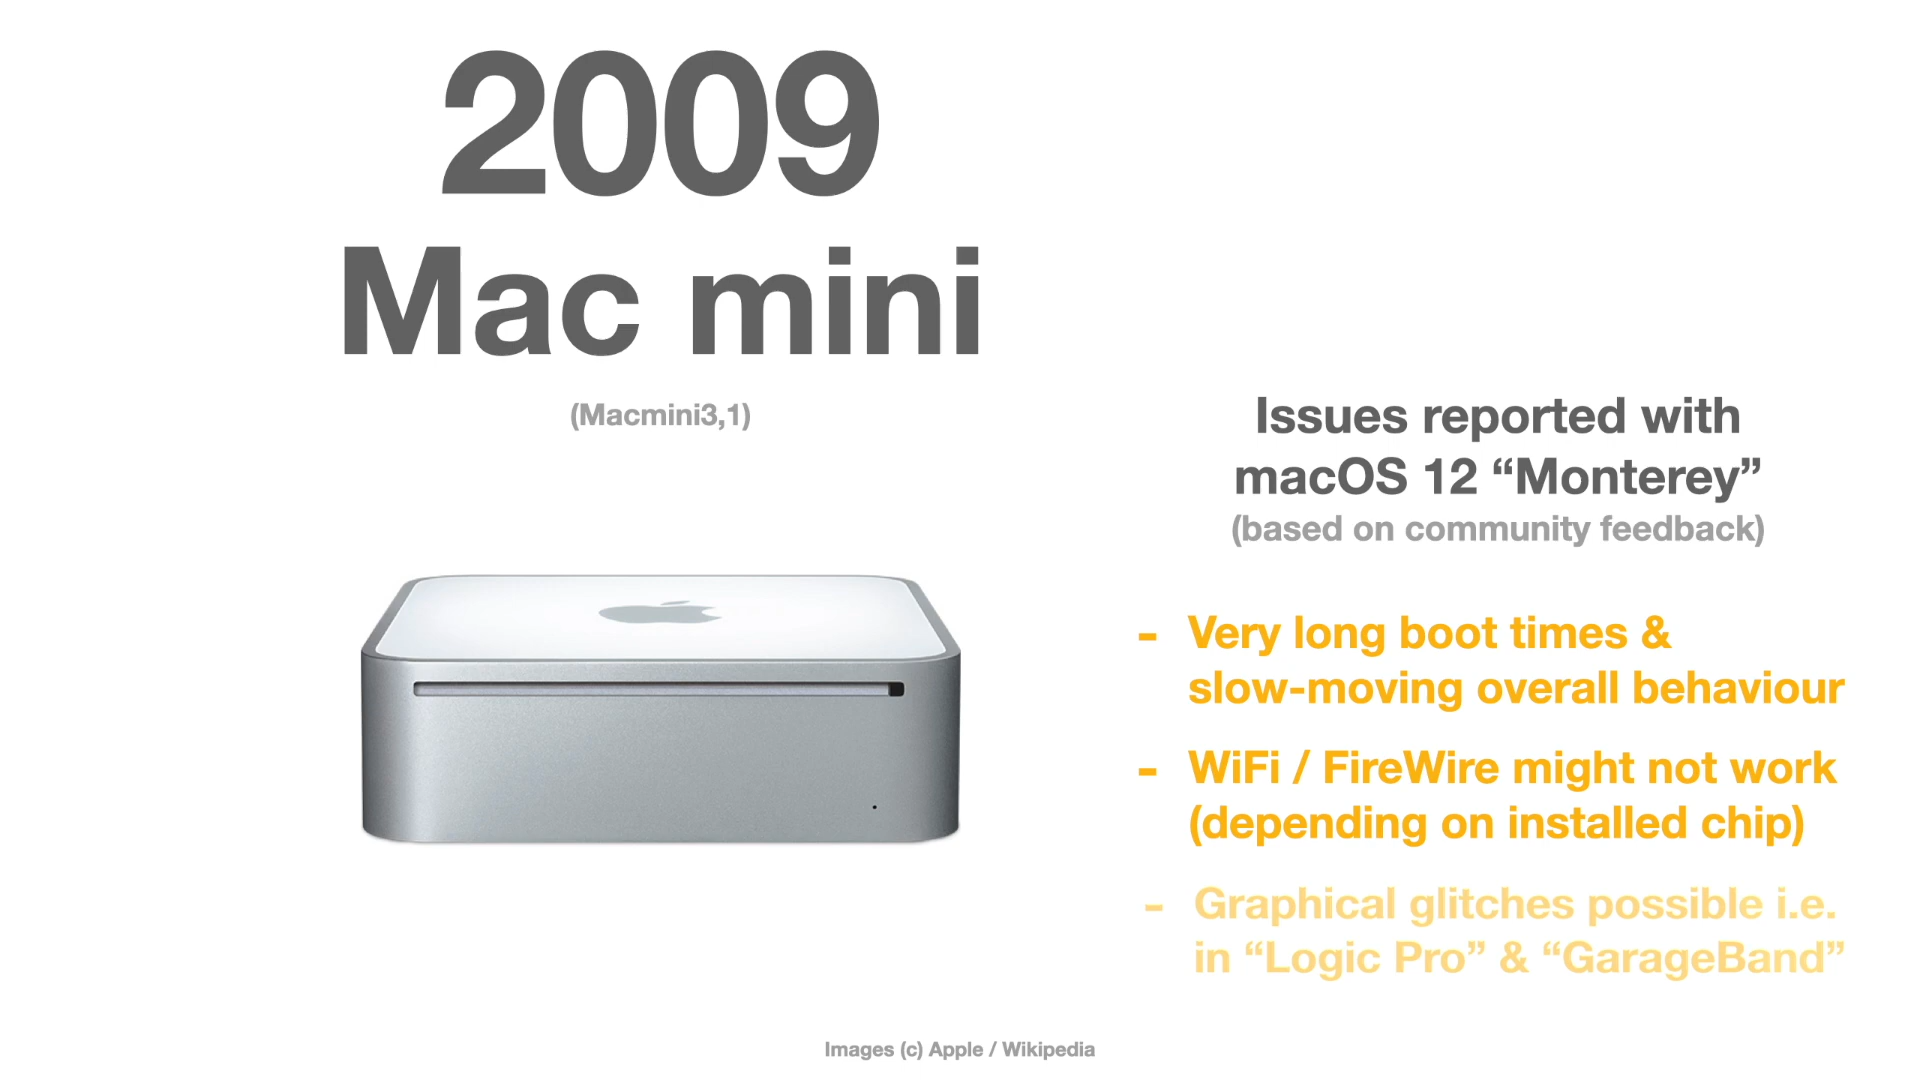 2009
Mac mini
(Macmini3,1)
Issues reported with
macOS 12 “Monterey”
(based on community feedback)
- Very long boot times &
slow-moving overall behaviour
- WiFi / FireWire might not work
(depending on installed chip)
- Graphical glitches possible i.e.
in “Logic Pro” & “GarageBand”
Images (c) Apple / Wikipedia